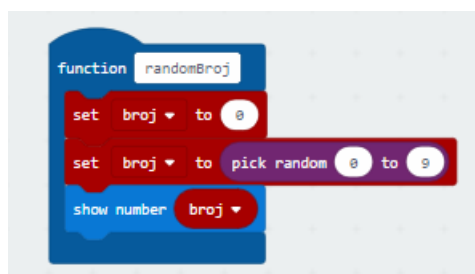 function randomBroj
set broj to 0
set broj to pick random 0 to 9
show number broj